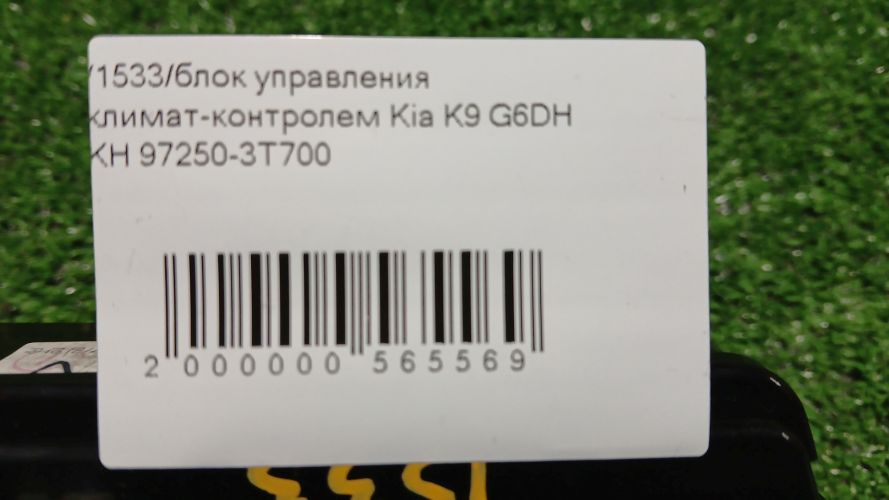 /1533/блок управления
климат-контролем Kia K9 G6DH
KH 97250-3T700
2 000000 565569